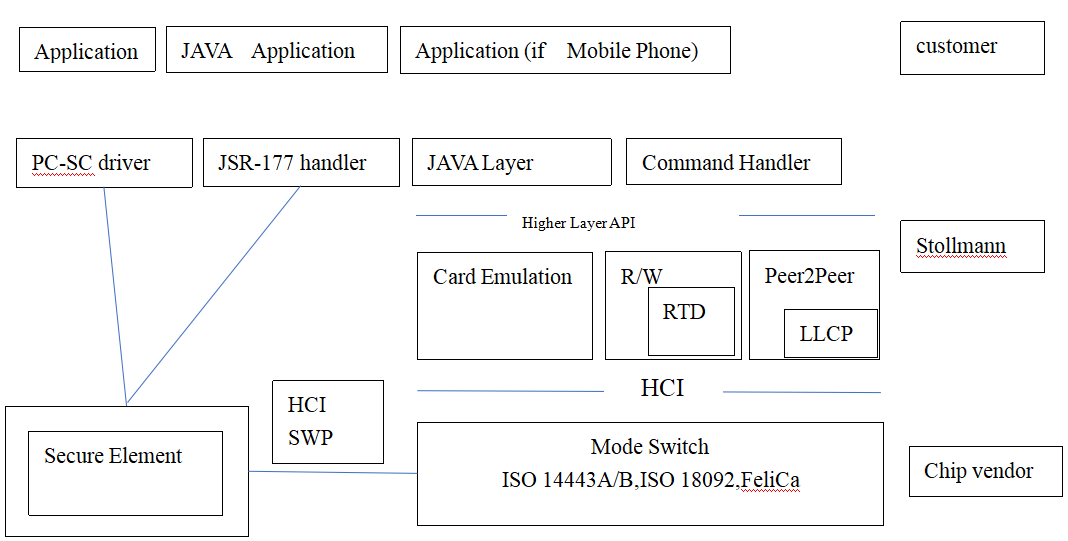 Application
JAVA Application
Application (if Mobile Phone)
customer
PC-SC driver
JSR-177 handler
JAVA Layer
Command Handler
Higher Layer API
Stollmann
Card Emulation
R/W
RTD
Peer2Peer
LLCP
HCI
HCI
SWP
Secure Element
Mode Switch
ISO 14443A/B,ISO 18092,FeliCa
Chip vendor